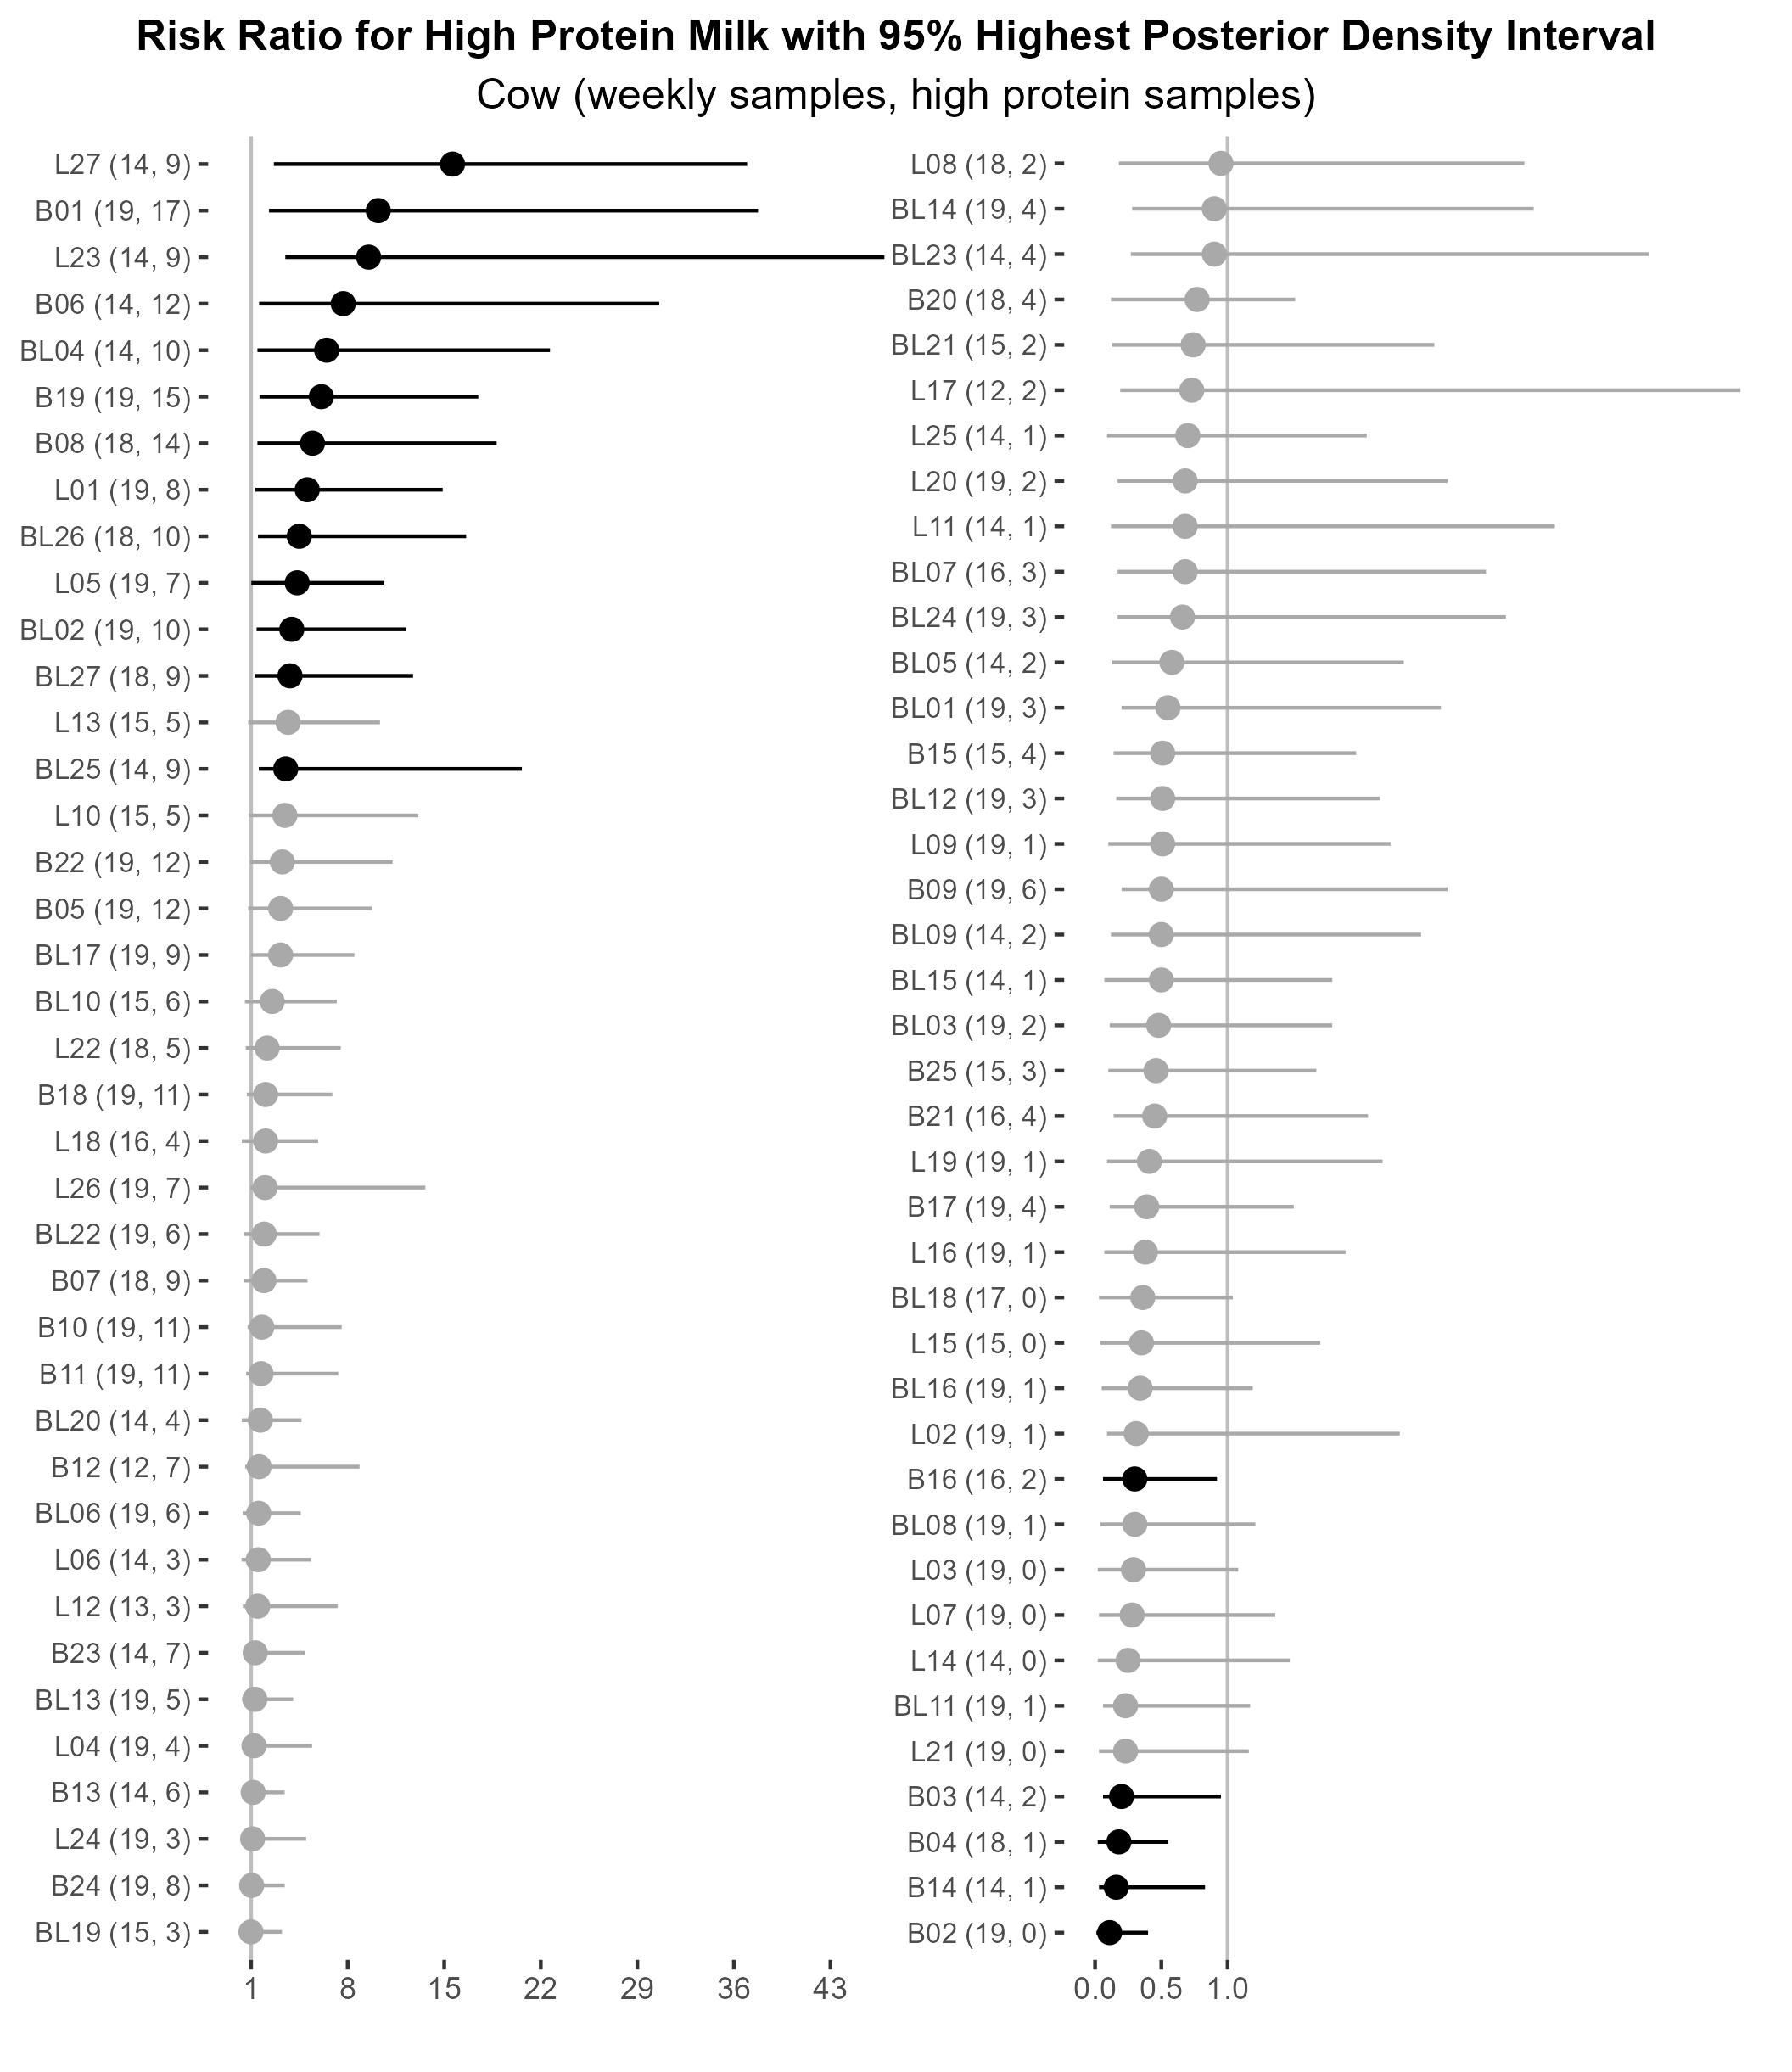 Risk Ratio for High Protein Milk with 95% Highest Posterior Density Interval
Cow (weekly samples, high protein samples)
L27 (14, 9)
B01 (19, 17)
L23 (14, 9)
B06 (14, 12)
BL04 (14, 10)
B19 (19, 15)
B08 (18, 14)
L01 (19, 8)
BL26 (18, 10)
L05 (19, 7)
BL02 (19, 10)
BL27 (18, 9)
L13 (15, 5)
BL25 (14, 9)
L10 (15, 5)
B22 (19, 12)
B05 (19, 12)
BL17 (19, 9)
BL10 (15, 6)
L22 (18, 5)
B18 (19, 11)
L18 (16, 4)
L26 (19, 7)
BL22 (19, 6)
B07 (18, 9)
B10 (19, 11)
B11 (19, 11)
BL20 (14, 4)
B12 (12, 7)
BL06 (19, 6)
L06 (14, 3)
L12 (13, 3)
B23 (14, 7)
BL13 (19, 5)
L04 (19, 4)
B13 (14, 6)
L24 (19, 3)
B24 (19, 8)
BL19 (15, 3)
1 8 15 22 29 36 43
L08 (18, 2)
BL14 (19, 4)
BL23 (14, 4)
B20 (18, 4)
BL21 (15, 2)
L17 (12, 2)
L25 (14, 1)
L20 (19, 2)
L11 (14, 1)
BL07 (16, 3)
BL24 (19, 3)
BL05 (14, 2)
BL01 (19, 3)
B15 (15, 4)
BL12 (19, 3)
L09 (19, 1)
B09 (19, 6)
BL09 (14, 2)
BL15 (14, 1)
BL03 (19, 2)
B25 (15, 3)
B21 (16, 4)
L19 (19, 1)
B17 (19, 4)
L16 (19, 1)
BL18 (17, 0)
L15 (15, 0)
BL16 (19, 1)
L02 (19, 1)
B16 (16, 2)
BL08 (19, 1)
L03 (19, 0)
L07 (19, 0)
L14 (14, 0)
BL11 (19, 1)
L21 (19, 0)
B03 (14, 2)
B04 (18, 1)
B14 (14, 1)
B02 (19, 0)
0.0 0.5 1.0